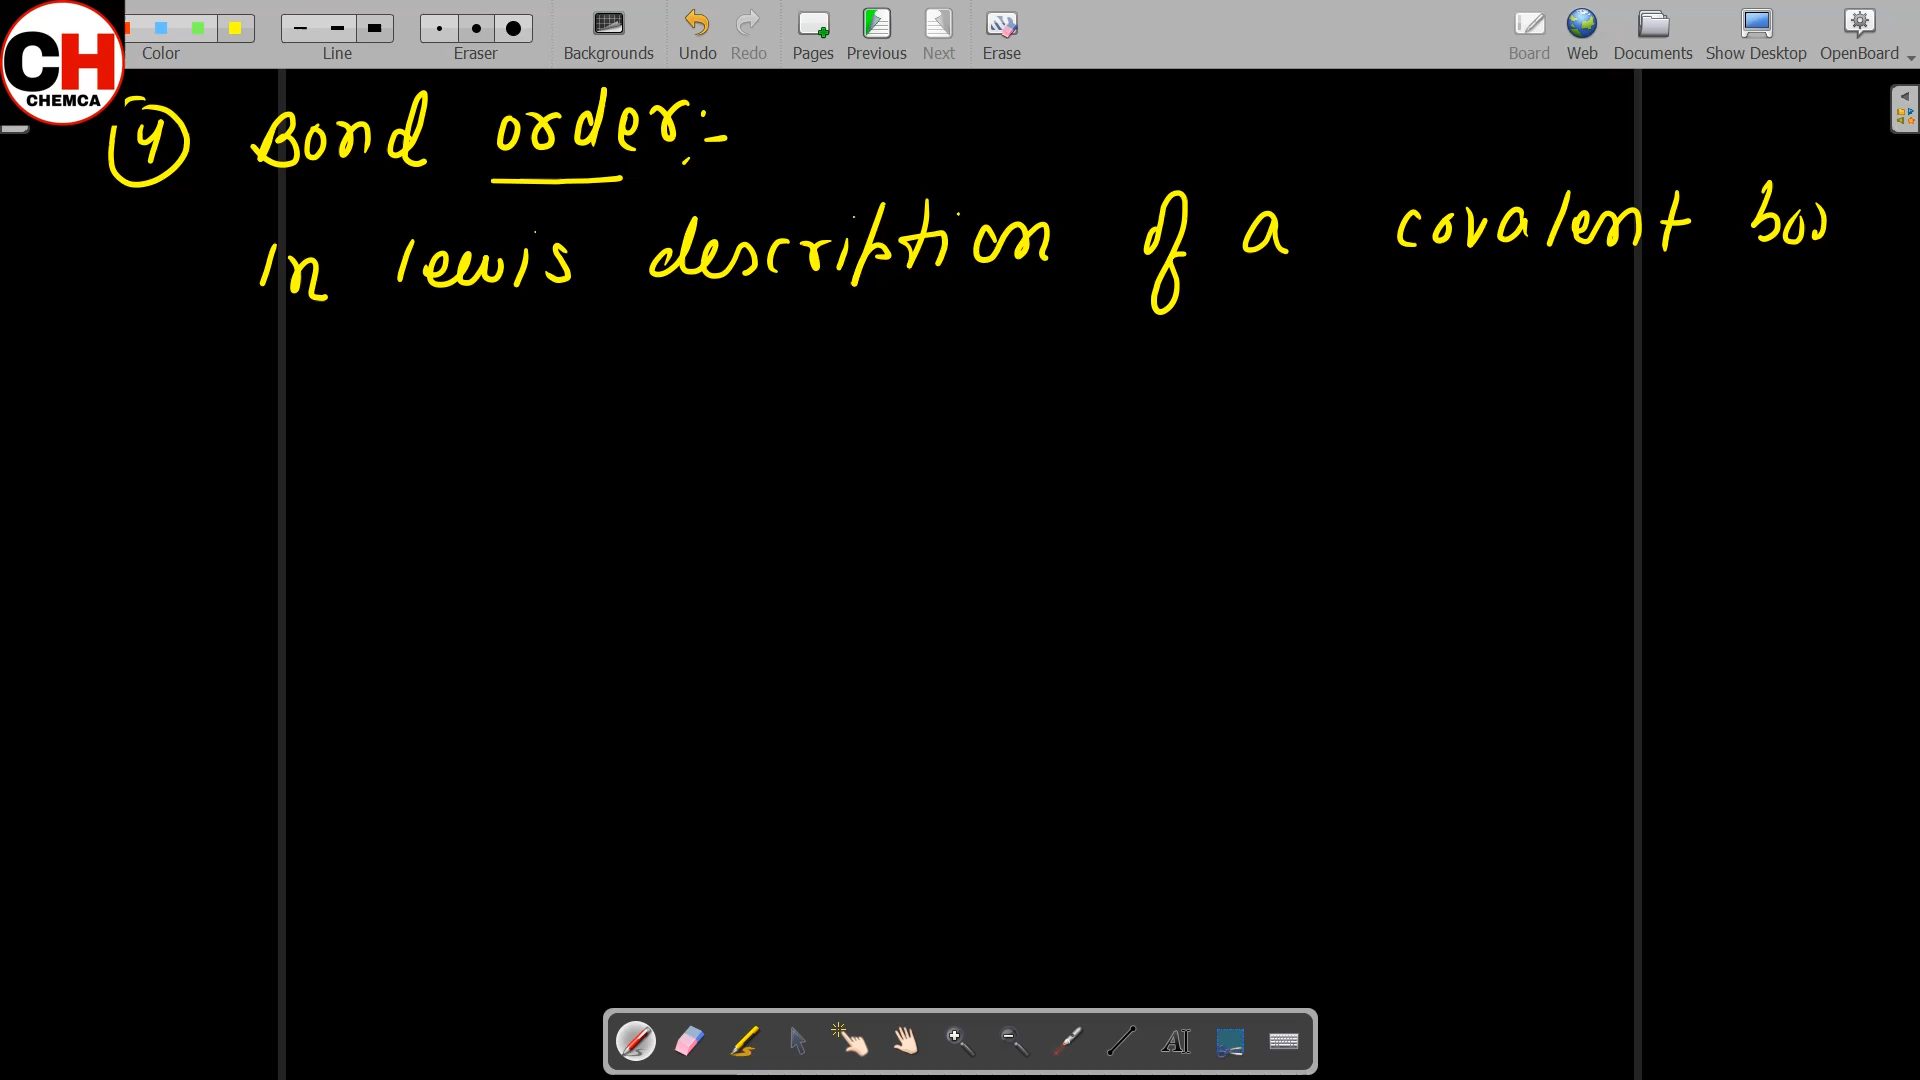 CH
CHEMCA
Color
Line
Eraser
Backgrounds
Undo
Redo
Pages
Previous
Next
Erase
Board
Web
Documents
Show Desktop
OpenBoard
4 Bond order:-
In lewis description of a covalent
AI